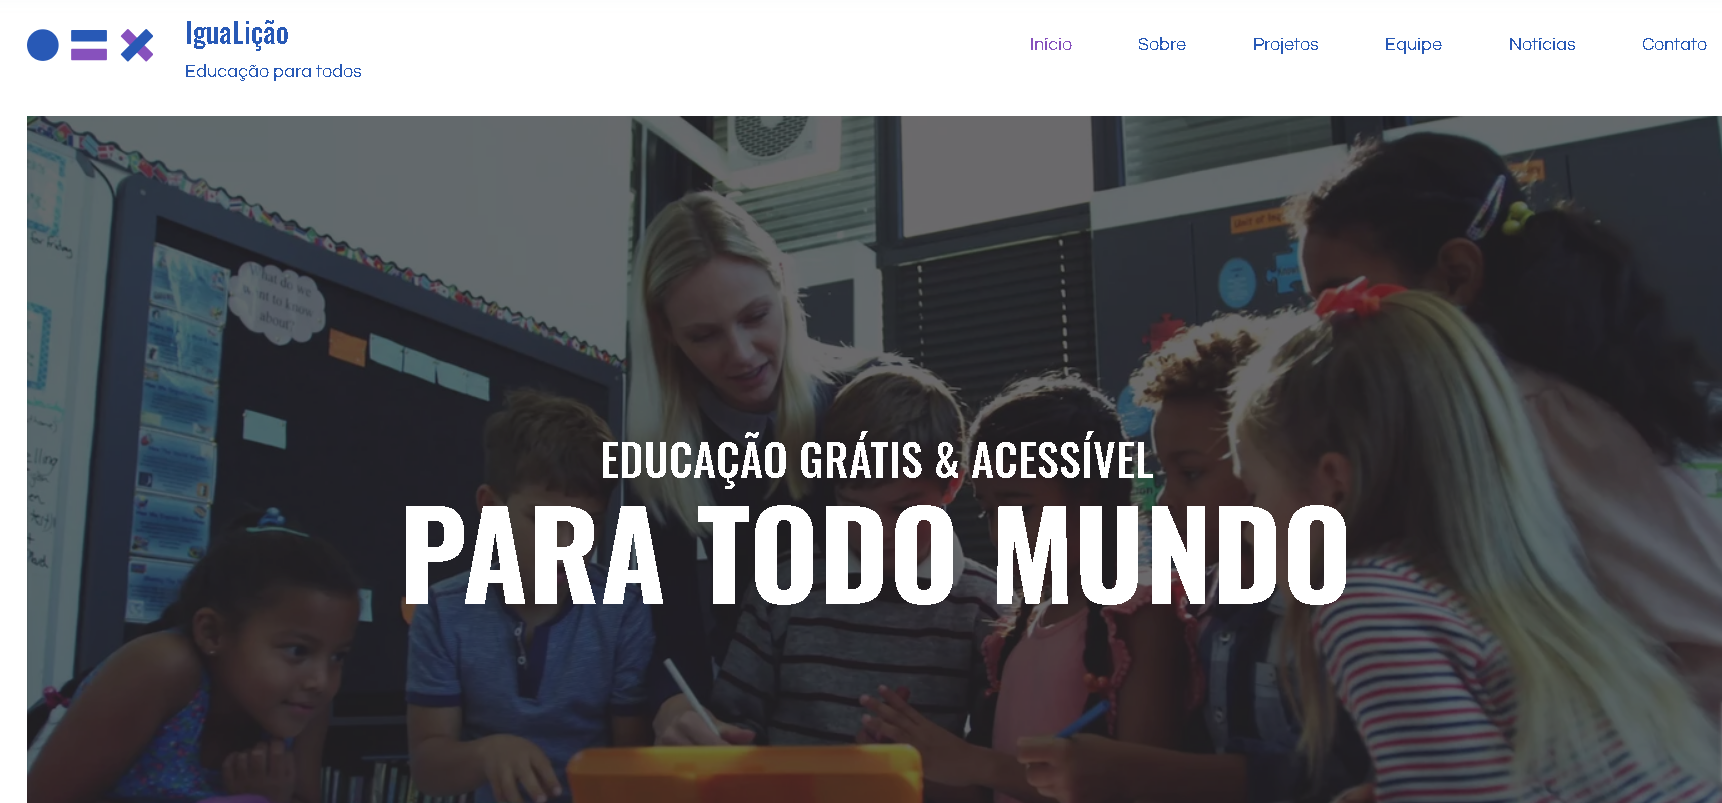 IguaLição
Educação para todos
Início
Sobre
Projetos
Equipe
Notícias
Contato
What do we
want to know
about?
EDUCAÇÃO GRÁTIS & ACESSÍVEL
PARA TODO MUNDO